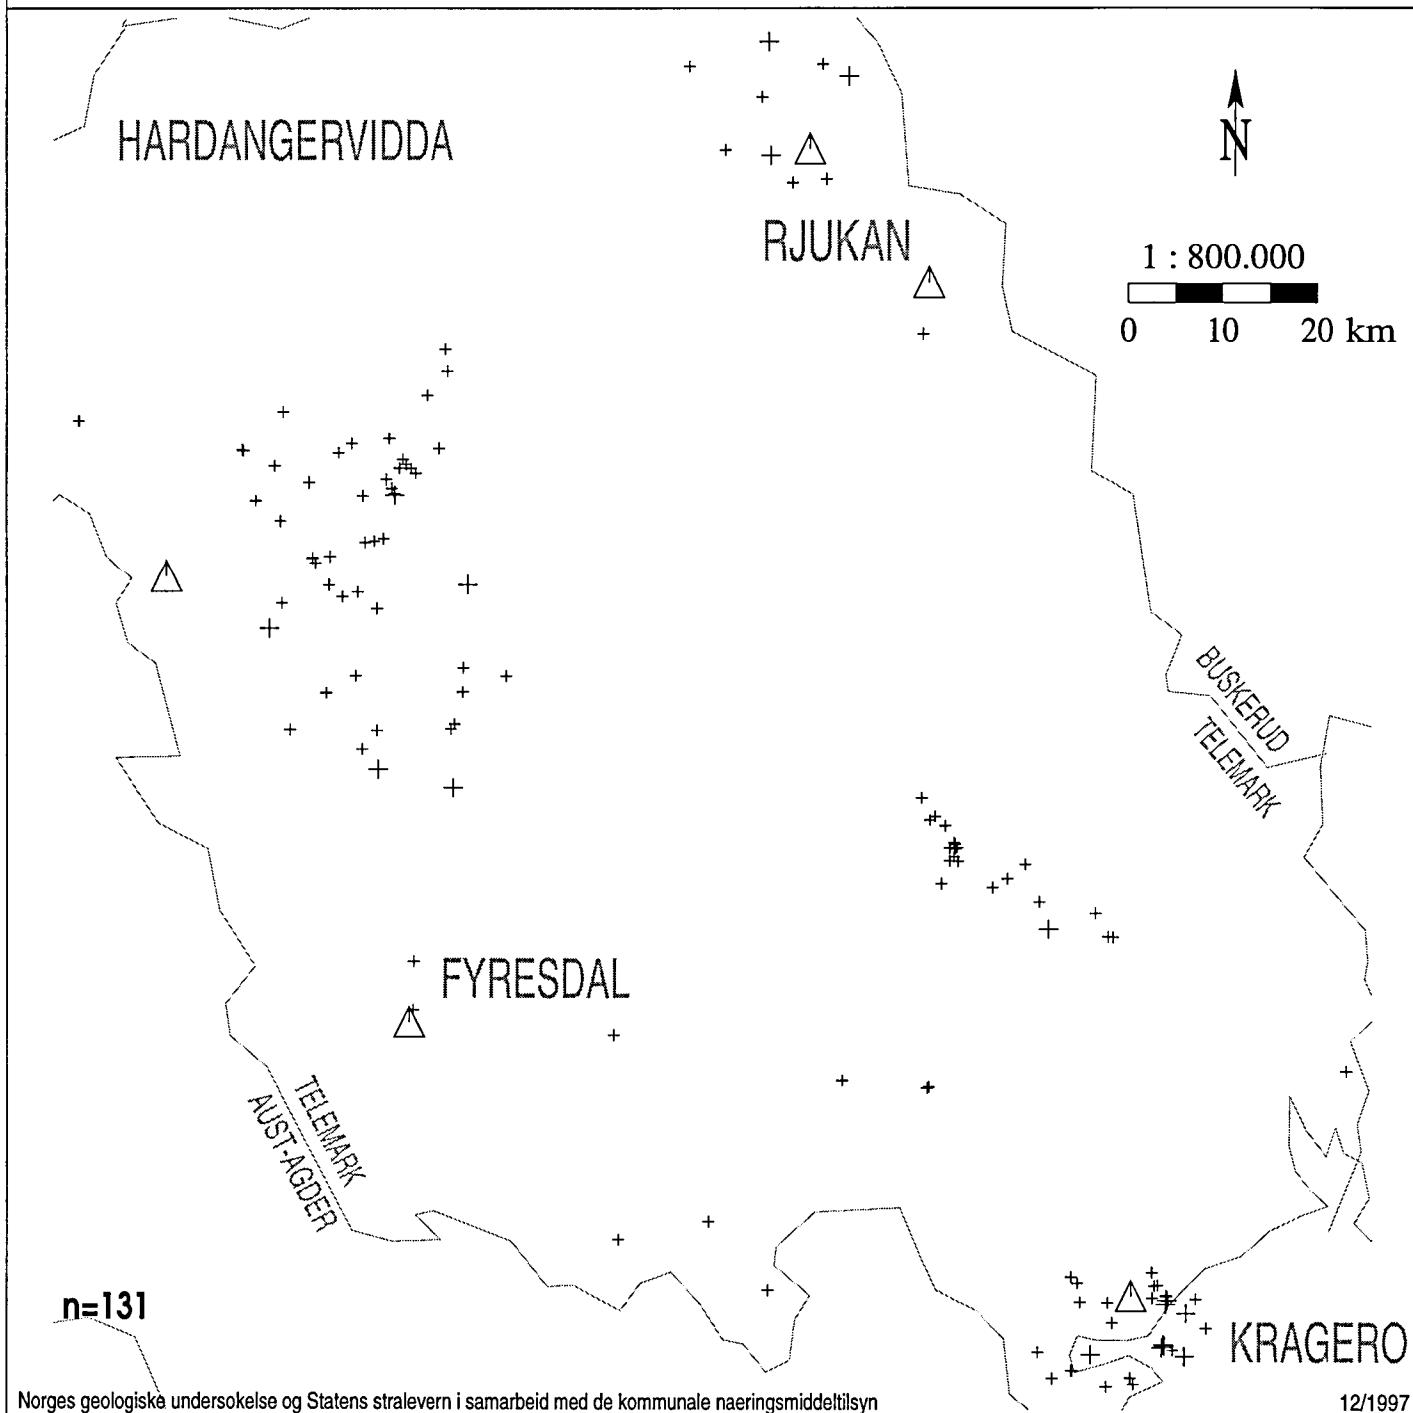 HARDANGERVIDDA
N
RJUKAN
1 : 800.000
0 10 20 km
BUSKERUD
TELEMARK
FYRESDAL
TELEMARK
AUST-AGDER
n=131
KRAGERO
Norges geologiske undersokelse og Statens stralevern i samarbeid med de kommunale naeringsmiddeltilsyn
12/1997